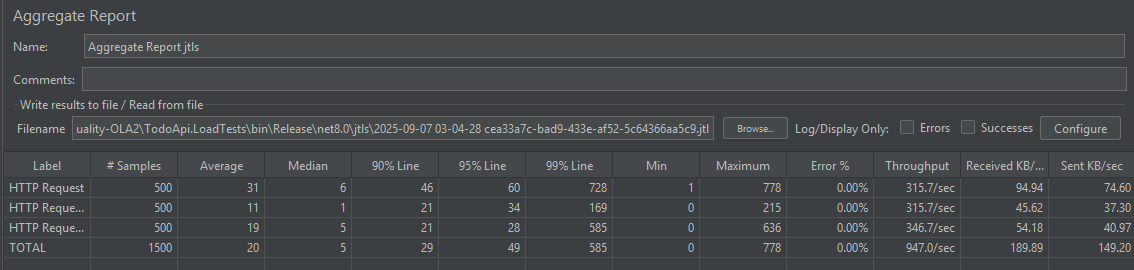 Aggregate Report
Name: Aggregate Report jtls
Comments:
Write results to file / Read from file
Filename uality-OLA2\TodoApi.LoadTests\bin\Release\net8.0\jtls\2025-09-07 03-04-28 cea33a7c-bad9-433e-af52-5c64366aa5c9.jtl Browse... Log/Display Only: Errors Successes Configure
Label # Samples Average Median 90% Line 95% Line 99% Line Min Maximum Error % Throughput Received KB/... Sent KB/sec
HTTP Request 500 31 6 46 60 728 1 778 0.00% 315.7/sec 94.94 74.60
HTTP Reque... 500 11 1 21 34 169 0 215 0.00% 315.7/sec 45.62 37.30
HTTP Reque... 500 19 5 21 28 585 0 636 0.00% 346.7/sec 54.18 40.97
TOTAL 1500 20 5 29 49 585 0 778 0.00% 947.0/sec 189.89 149.20